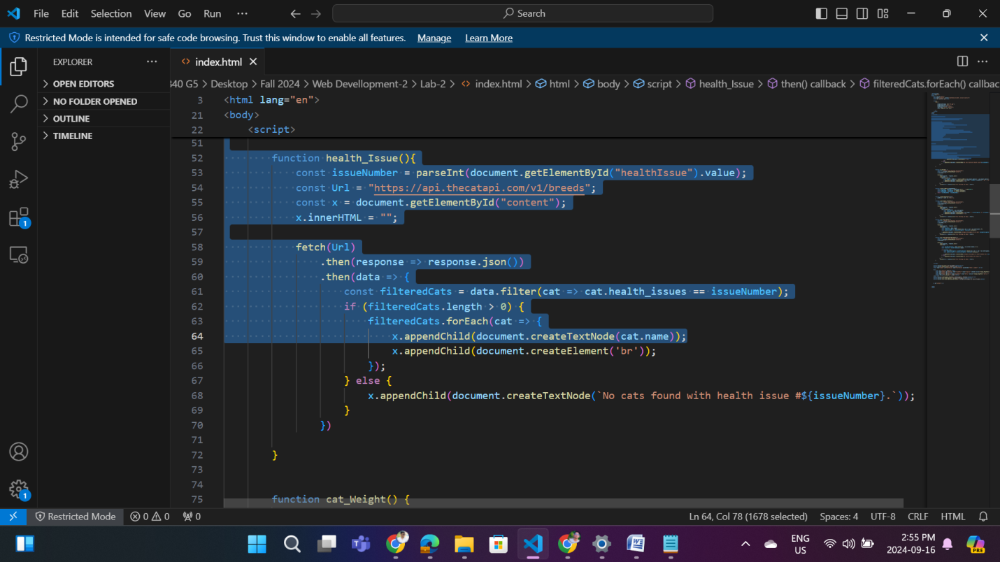 File Edit Selection View Go Run ··· Search
Restricted Mode is intended for safe code browsing. Trust this window to enable all features. Manage Learn More
EXPLORER ··· index.html
OPEN EDITORS
NO FOLDER OPENED
OUTLINE
TIMELINE
1
1
340 G5 > Desktop > Fall 2024 > Web Devellopment-2 > Lab-2 > index.html > html > body > script > health_Issue > then() callback > filteredCats.forEach() callbac
3 <html lang="en">
21 <body>
22 <script>
51
52 function health_Issue(){
53 const issueNumber = parseInt(document.getElementById("healthIssue").value);
54 const Url = "https://api.thecatapi.com/v1/breeds";
55 const x = document.getElementById("content");
56 x.innerHTML = "";
57
58 fetch(Url)
59 .then(response => response.json())
60 .then(data => {
61 const filteredCats = data.filter(cat => cat.health_issues == issueNumber);
62 if (filteredCats.length > 0) {
63 filteredCats.forEach(cat => {
64 x.appendChild(document.createTextNode(cat.name));
65 x.appendChild(document.createElement('br'));
66 });
67 } else {
68 x.appendChild(document.createTextNode(`No cats found with health issue #${issueNumber}.`));
69 }
70 })
71
72 }
73
74
75 function cat_Weight() {
Restricted Mode 0 0 0 Ln 64, Col 78 (1678 selected) Spaces: 4 UTF-8 CRLF HTML
ENG
US
2:55 PM
2024-09-16
PRE